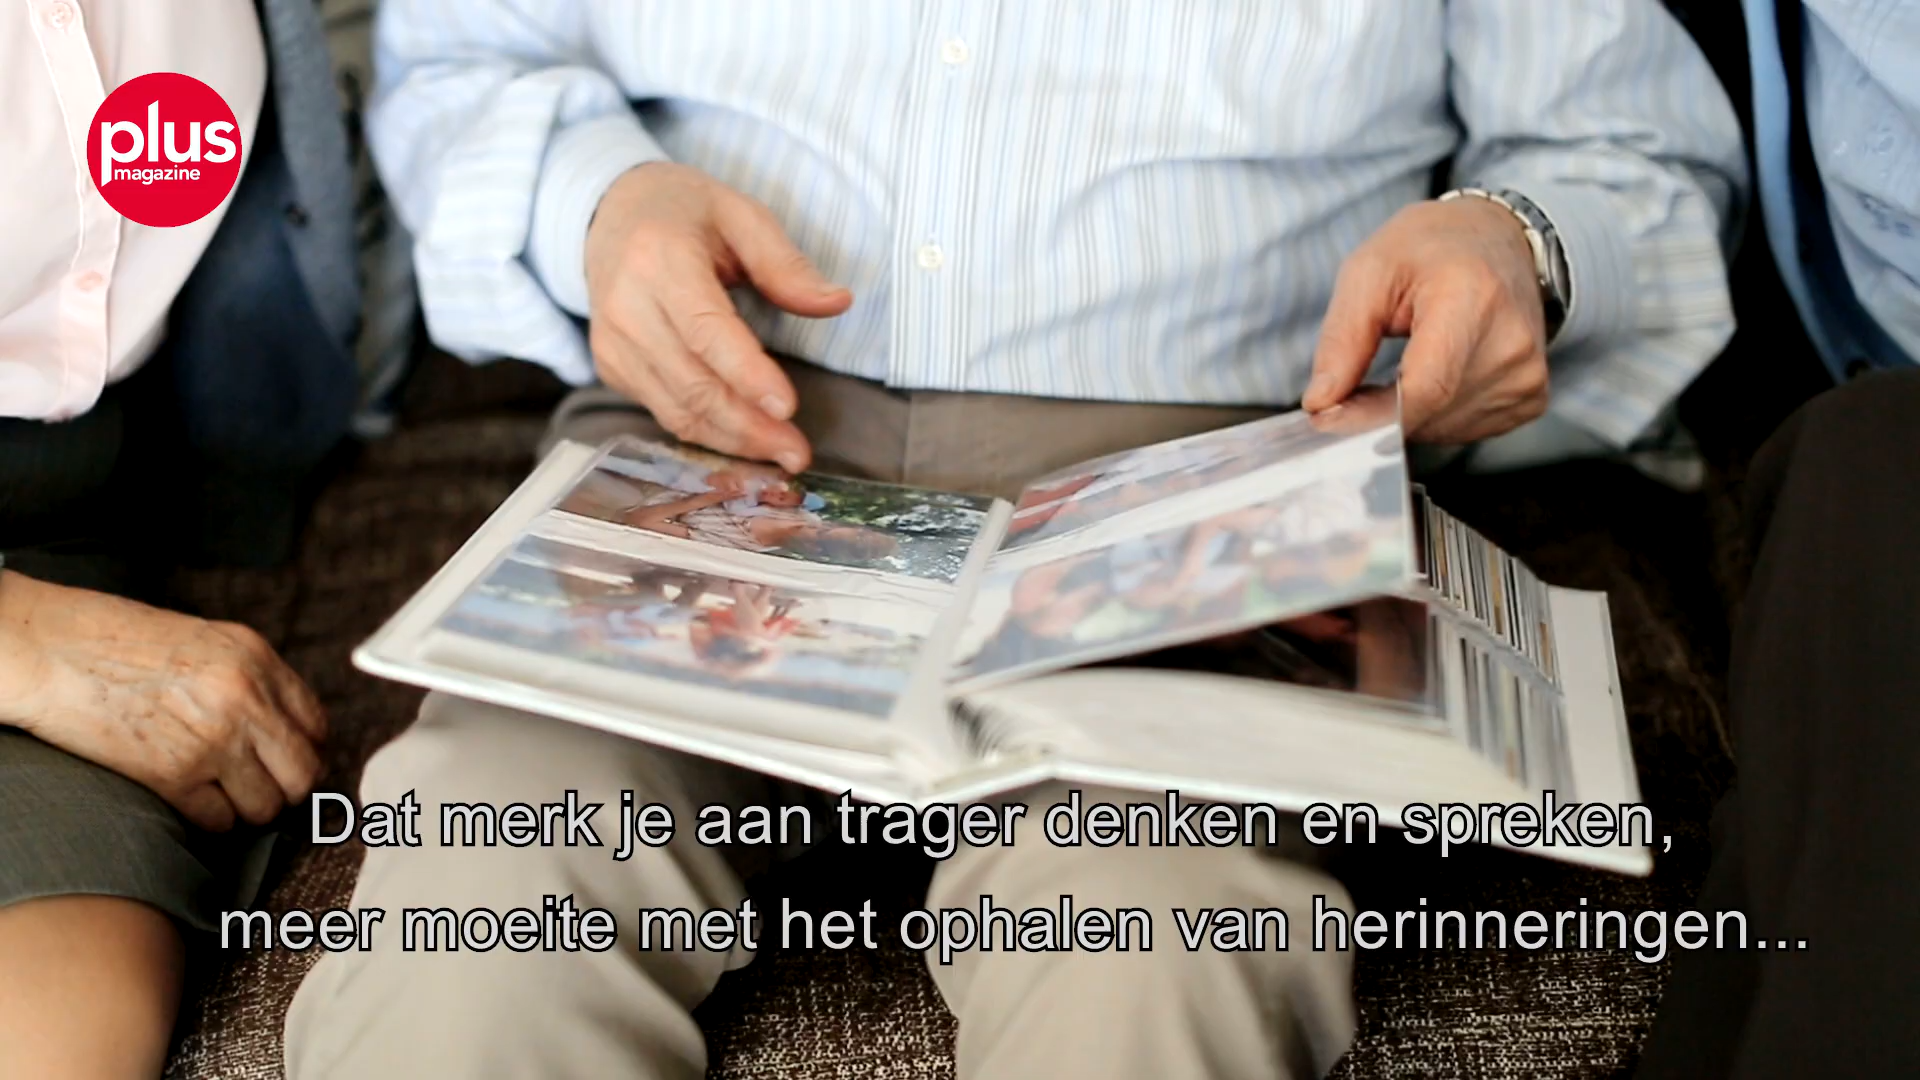 plus
magazine
Dat merk je aan trager denken en spreken,
meer moeite met het ophalen van herinneringen...